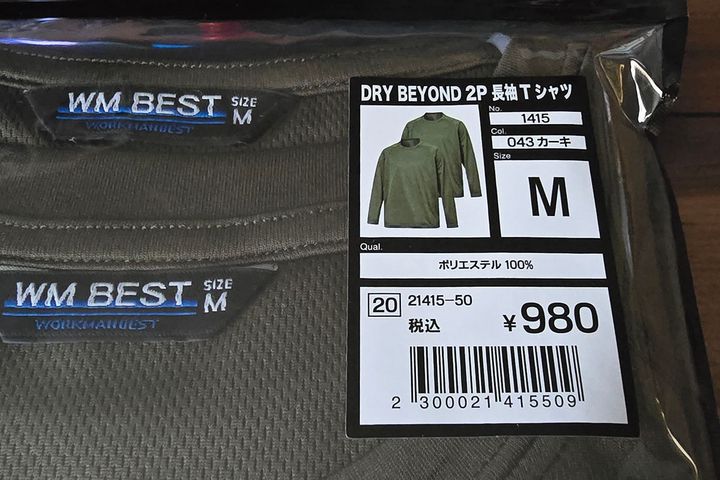 WM BEST SIZE M
WORKMANBEST
WM BEST SIZE M
WORKMANBEST
DRY BEYOND 2P 長袖Tシャツ
No.
1415
Col.
043 カーキ
Size
M
Qual.
ポリエステル 100%
20 21415-50
税込 ¥980
2 300021 415509